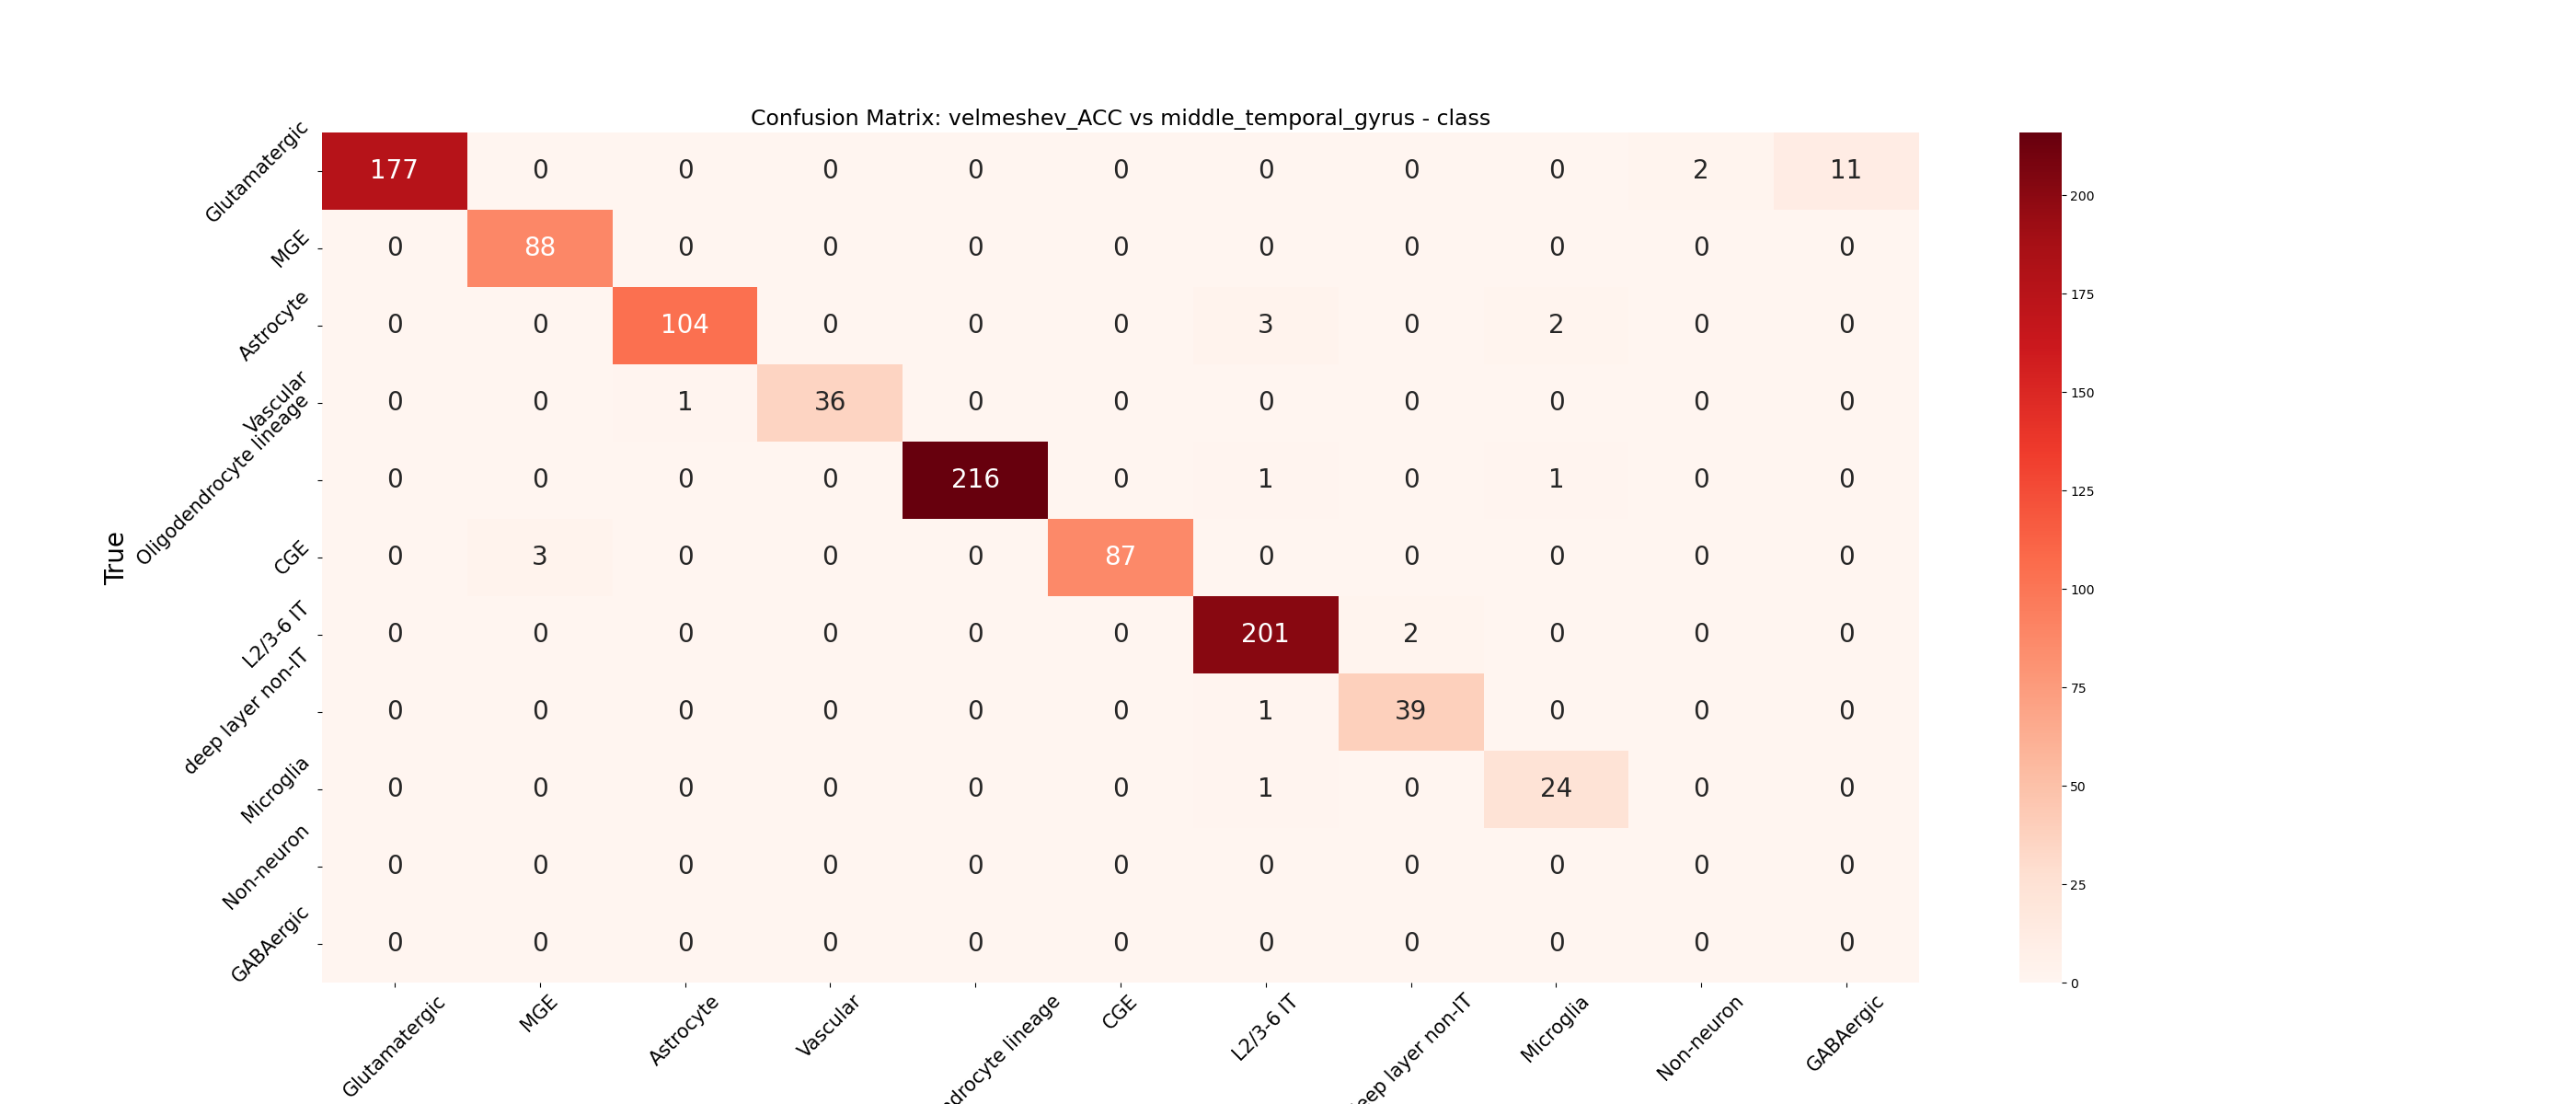 Confusion Matrix: velmeshev_ACC vs middle_temporal_gyrus - class
True
Glutamatergic 177 0 0 0 0 0 0 0 0 2 11
MGE 0 88 0 0 0 0 0 0 0 0 0
Astrocyte 0 0 104 0 0 0 3 0 2 0 0
Vascular 0 0 1 36 0 0 0 0 0 0 0
Oligodendrocyte lineage 0 0 0 0 216 0 1 0 1 0 0
CGE 0 3 0 0 0 87 0 0 0 0 0
L2/3-6 IT 0 0 0 0 0 0 201 2 0 0 0
deep layer non-IT 0 0 0 0 0 0 1 39 0 0 0
Microglia 0 0 0 0 0 0 1 0 24 0 0
Non-neuron 0 0 0 0 0 0 0 0 0 0 0
GABAergic 0 0 0 0 0 0 0 0 0 0 0
Glutamatergic MGE Astrocyte Vascular ndrocyte lineage CGE L2/3-6 IT eep layer non-IT Microglia Non-neuron GABAergic
200
175
150
125
100
75
50
25
0